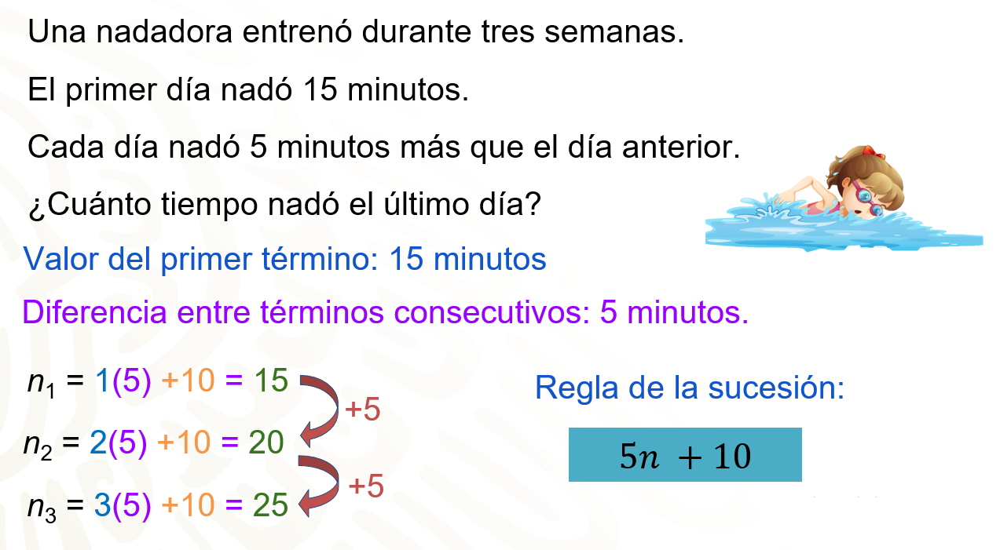 Una nadadora entrenó durante tres semanas.
El primer día nadó 15 minutos.
Cada día nadó 5 minutos más que el día anterior.
¿Cuánto tiempo nadó el último día?
Valor del primer término: 15 minutos
Diferencia entre términos consecutivos: 5 minutos.
n₁ = 1(5) +10 = 15
+5
n₂ = 2(5) +10 = 20
+5
n₃ = 3(5) +10 = 25
Regla de la sucesión:
5n + 10